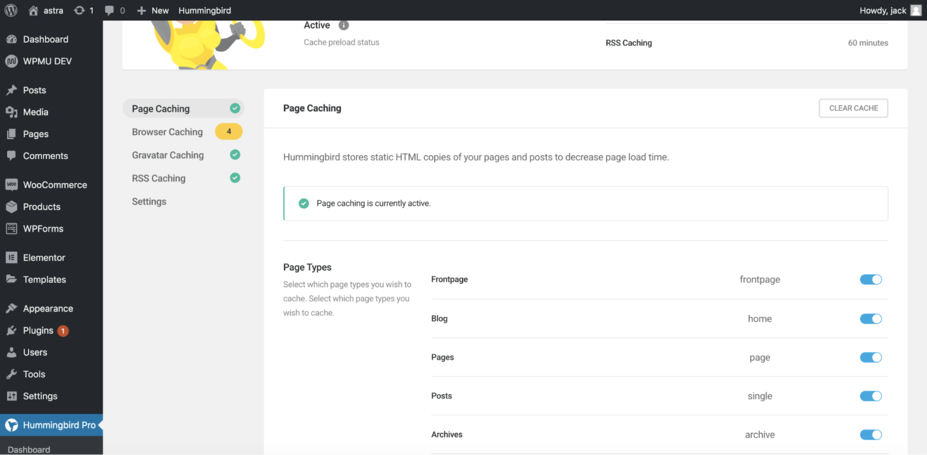 astra 1 0 + New Hummingbird Howdy, jack
Dashboard
WPMU DEV
Posts
Media
Pages
Comments
WooCommerce
Products
WPForms
Elementor
Templates
Appearance
Plugins 1
Users
Tools
Settings
Hummingbird Pro
Dashboard
Active
Cache preload status
RSS Caching 60 minutes
Page Caching
Browser Caching 4
Gravatar Caching
RSS Caching
Settings
Page Caching CLEAR CACHE
Hummingbird stores static HTML copies of your pages and posts to decrease page load time.
Page caching is currently active.
Page Types
Select which page types you wish to
cache. Select which page types you
wish to cache.
Frontpage frontpage
Blog home
Pages page
Posts single
Archives archive